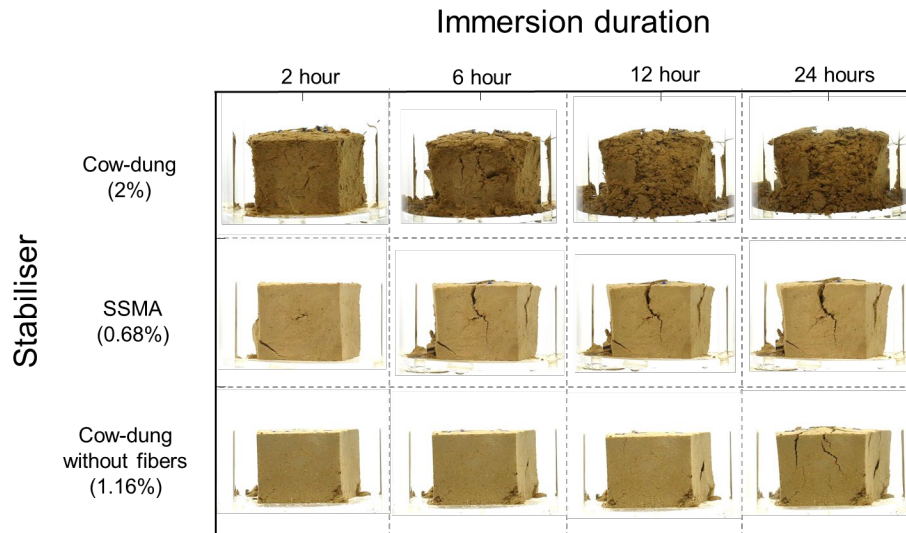 Immersion duration
2 hour
6 hour
12 hour
24 hours
Stabiliser
Cow-dung
(2%)
SSMA
(0.68%)
Cow-dung
without fibers
(1.16%)